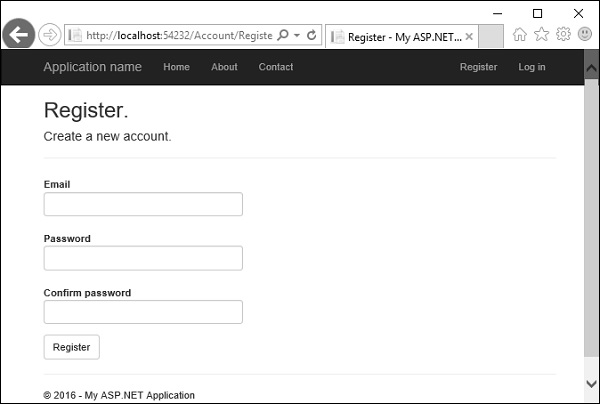 http://localhost:54232/Account/Registe
Register - My ASP.NET...
Application name Home About Contact Register Log in
Register.
Create a new account.
Email
Password
Confirm password
Register
© 2016 - My ASP.NET Application